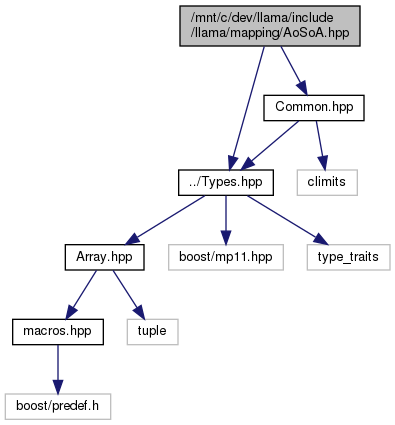 /mnt/c/dev/llama/include
/llama/mapping/AoSoA.hpp
Common.hpp
../Types.hpp
climits
Array.hpp
boost/mp11.hpp
type_traits
macros.hpp
tuple
boost/predef.h